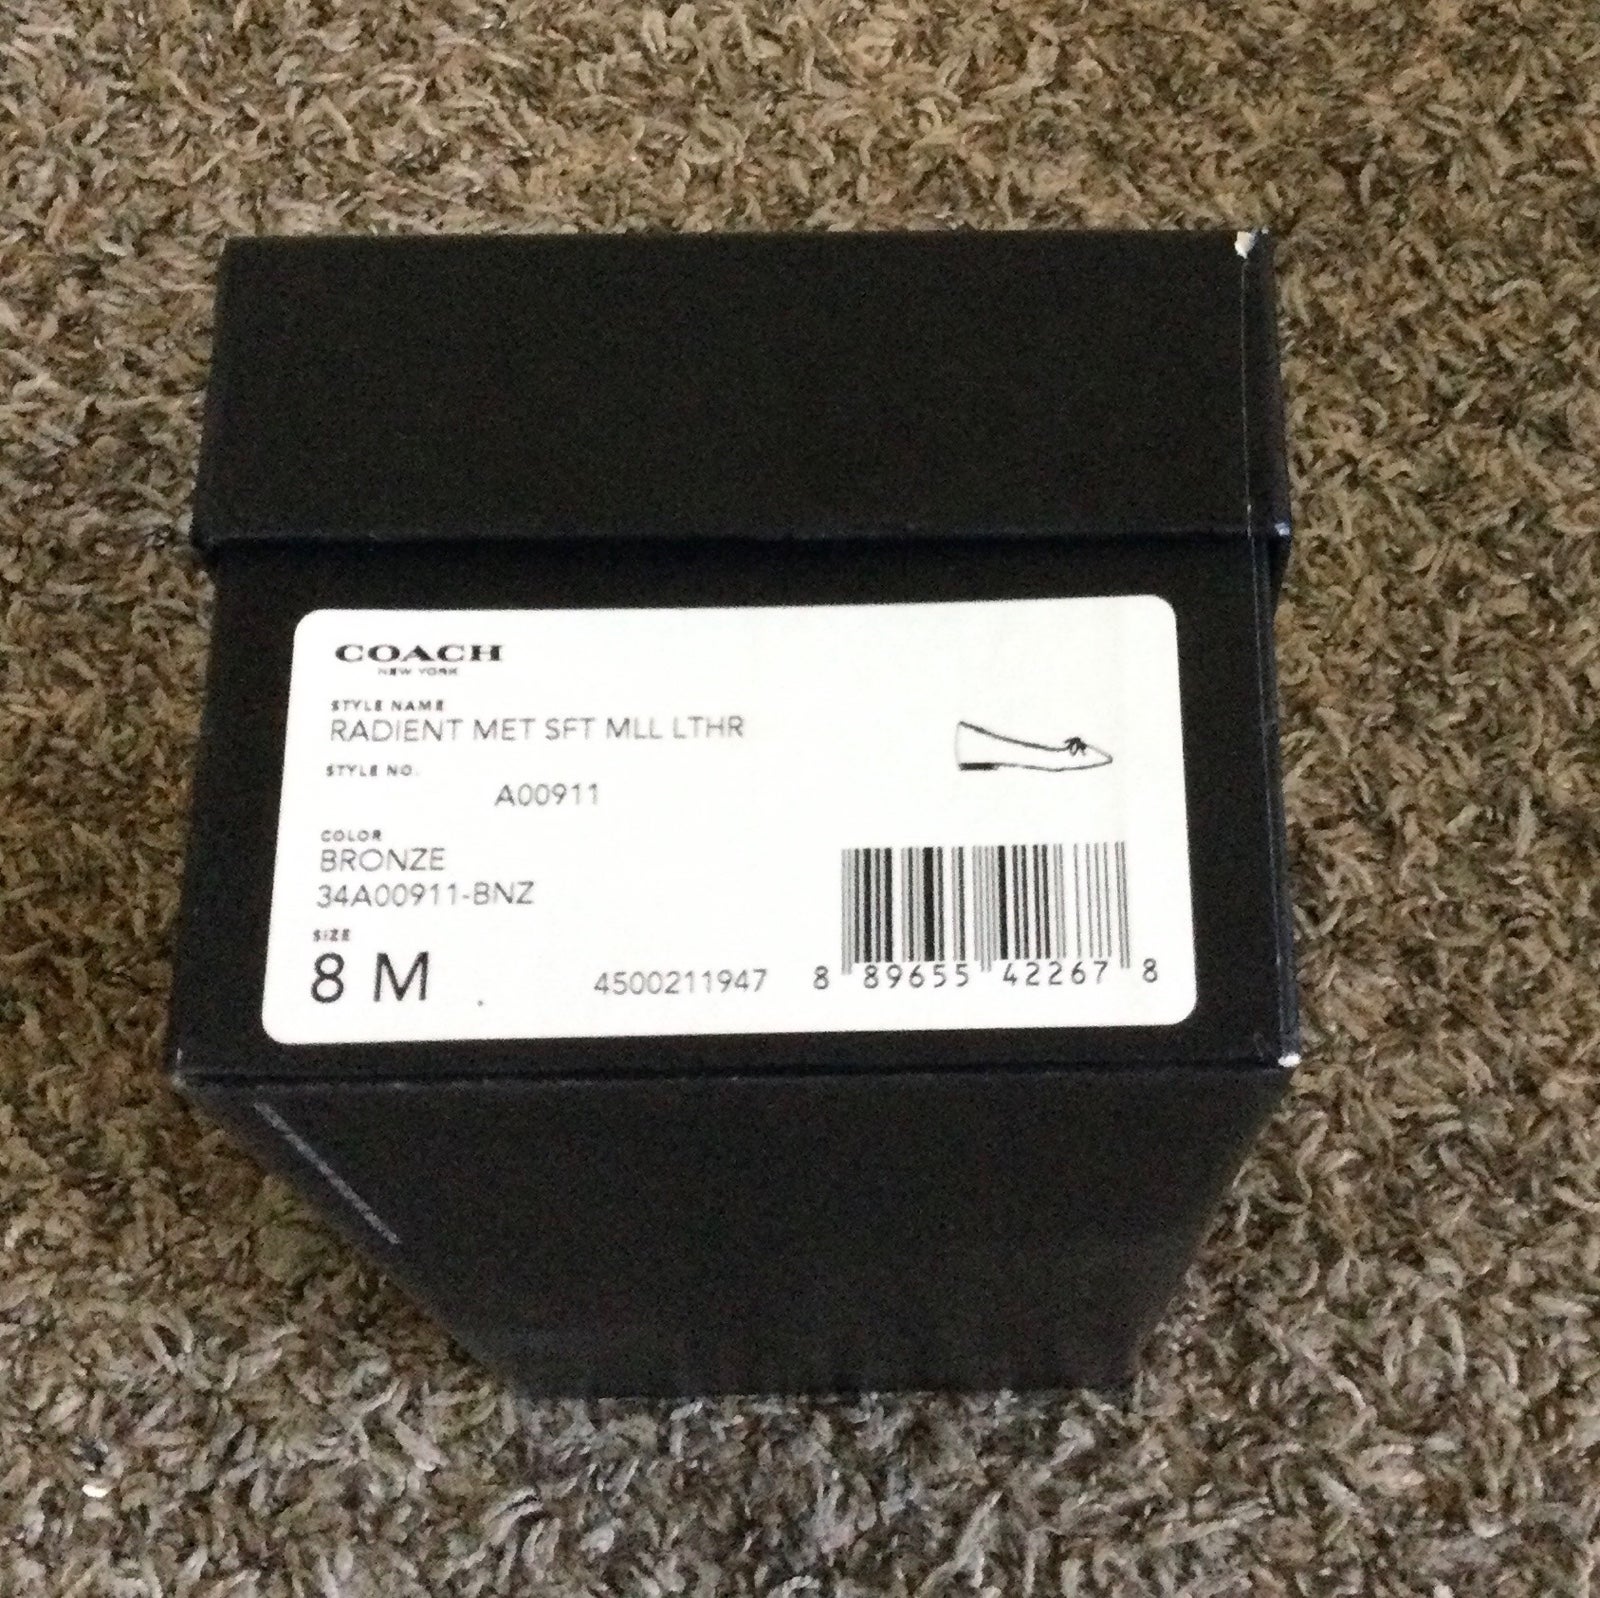 COACH
NEW YORK
STYLE NAME
RADIENT MET SFT MLL LTHR
STYLE NO.
A00911
COLOR
BRONZE
34A00911-BNZ
SIZE
8 M
4500211947
8 89655 42267 8